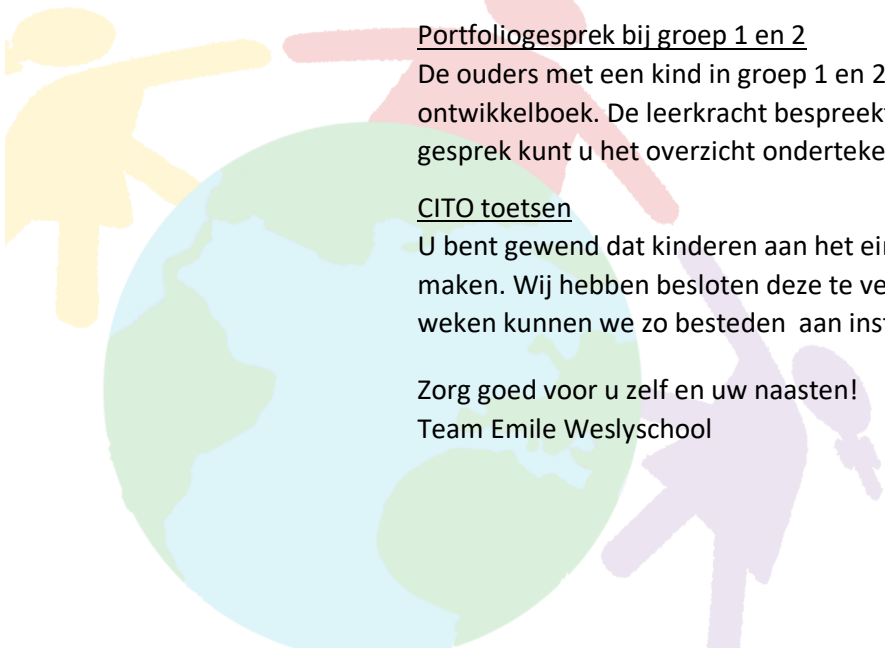 Portfoliogesprek bij groep 1 en 2
De ouders met een kind in groep 1 en 2
ontwikkelboek. De leerkracht bespreekt
gesprek kunt u het overzicht onderteke
CITO toetsen
U bent gewend dat kinderen aan het ei
maken. Wij hebben besloten deze te ve
weken kunnen we zo besteden aan ins
Zorg goed voor u zelf en uw naasten!
Team Emile Weslyschool